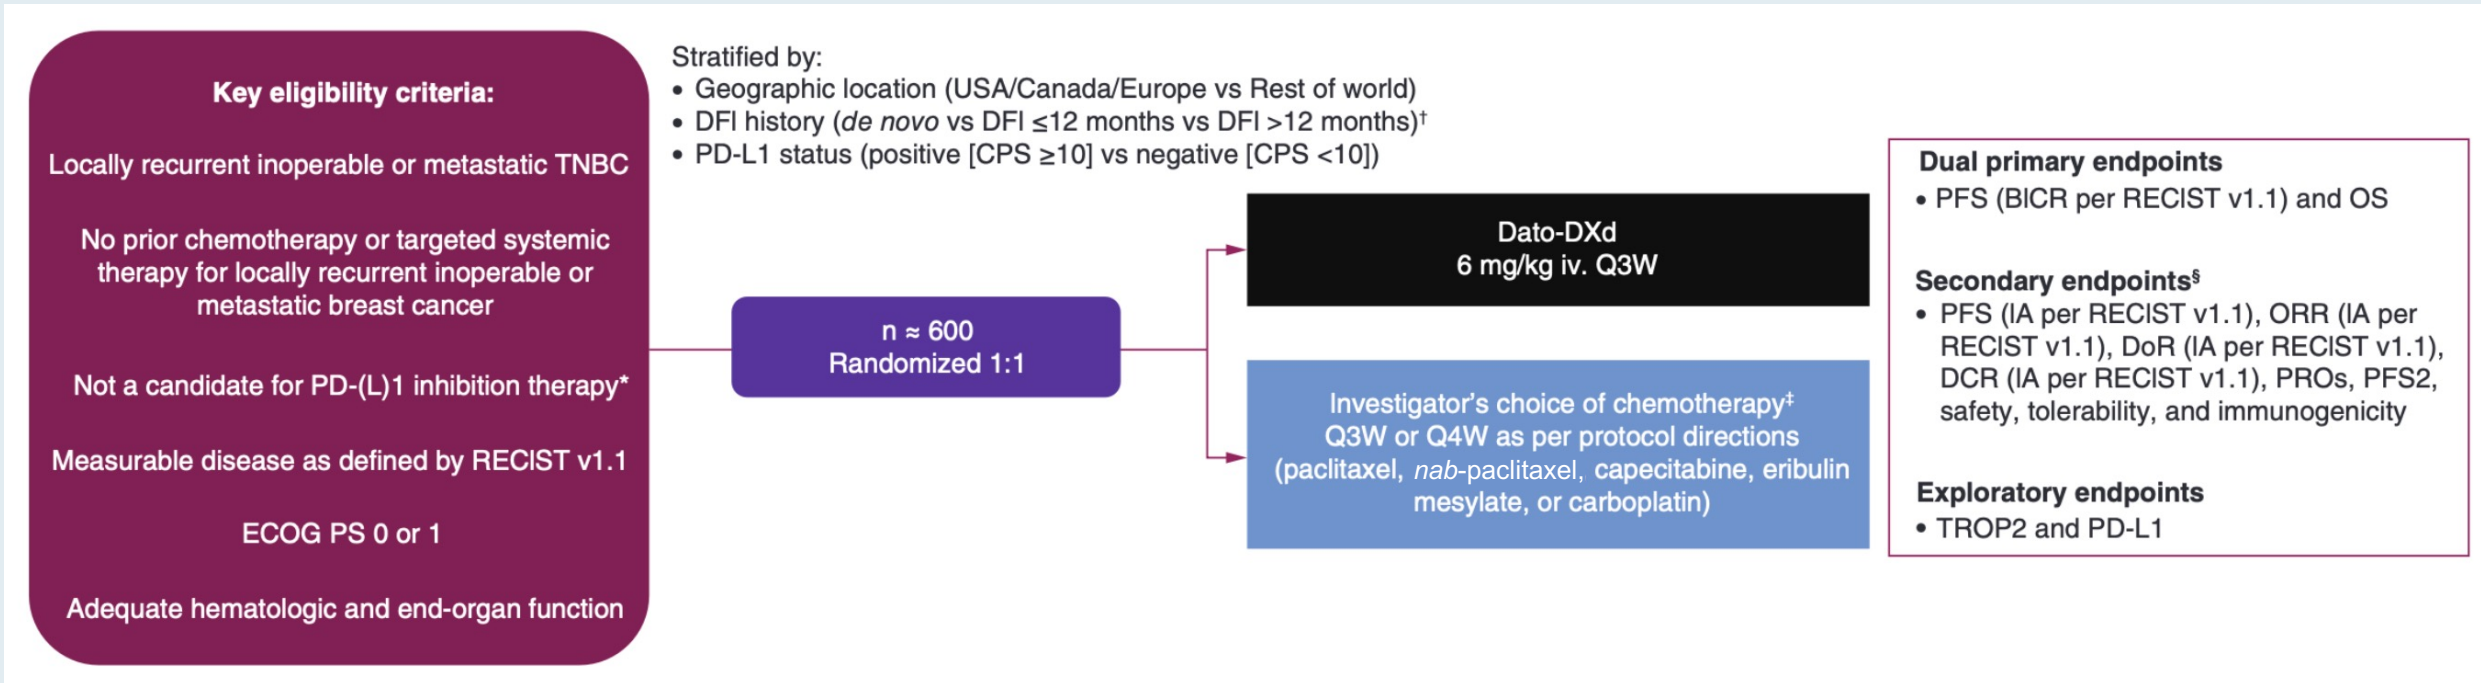 Key eligibility criteria:
Locally recurrent inoperable or metastatic TNBC
No prior chemotherapy or targeted systemic
therapy for locally recurrent inoperable or
metastatic breast cancer
Not a candidate for PD-(L)1 inhibition therapy*
Measurable disease as defined by RECIST v1.1
ECOG PS 0 or 1
Adequate hematologic and end-organ function
Stratified by:
• Geographic location (USA/Canada/Europe vs Rest of world)
• DFI history (de novo vs DFI ≤12 months vs DFI >12 months)†
• PD-L1 status (positive [CPS ≥10] vs negative [CPS <10])
n ≈ 600
Randomized 1:1
Dato-DXd
6 mg/kg iv. Q3W
Investigator's choice of chemotherapy‡
Q3W or Q4W as per protocol directions
(paclitaxel, nab-paclitaxel, capecitabine, eribulin
mesylate, or carboplatin)
Dual primary endpoints
• PFS (BICR per RECIST v1.1) and OS
Secondary endpoints§
• PFS (IA per RECIST v1.1), ORR (IA per
RECIST v1.1), DoR (IA per RECIST v1.1),
DCR (IA per RECIST v1.1), PROs, PFS2,
safety, tolerability, and immunogenicity
Exploratory endpoints
• TROP2 and PD-L1